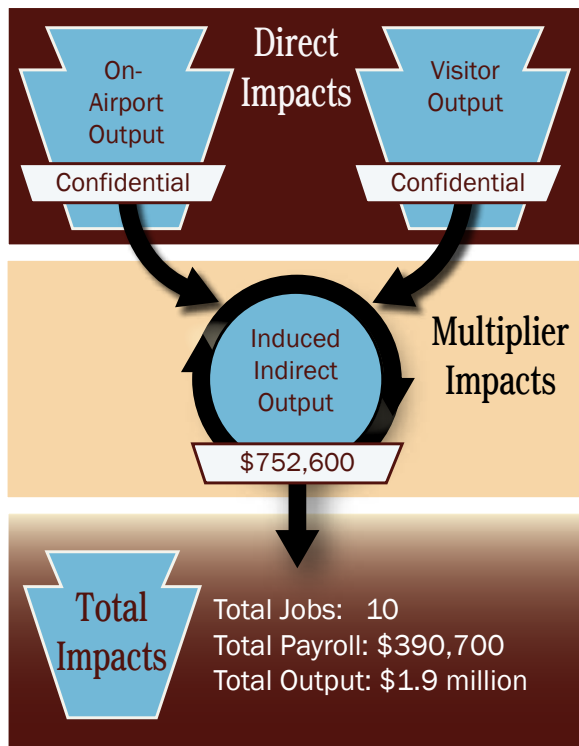 Direct
Impacts
On-
Airport
Output
Confidential
Visitor
Output
Confidential
Induced
Indirect
Output
$752,600
Multiplier
Impacts
Total
Impacts
Total Jobs: 10
Total Payroll: $390,700
Total Output: $1.9 million